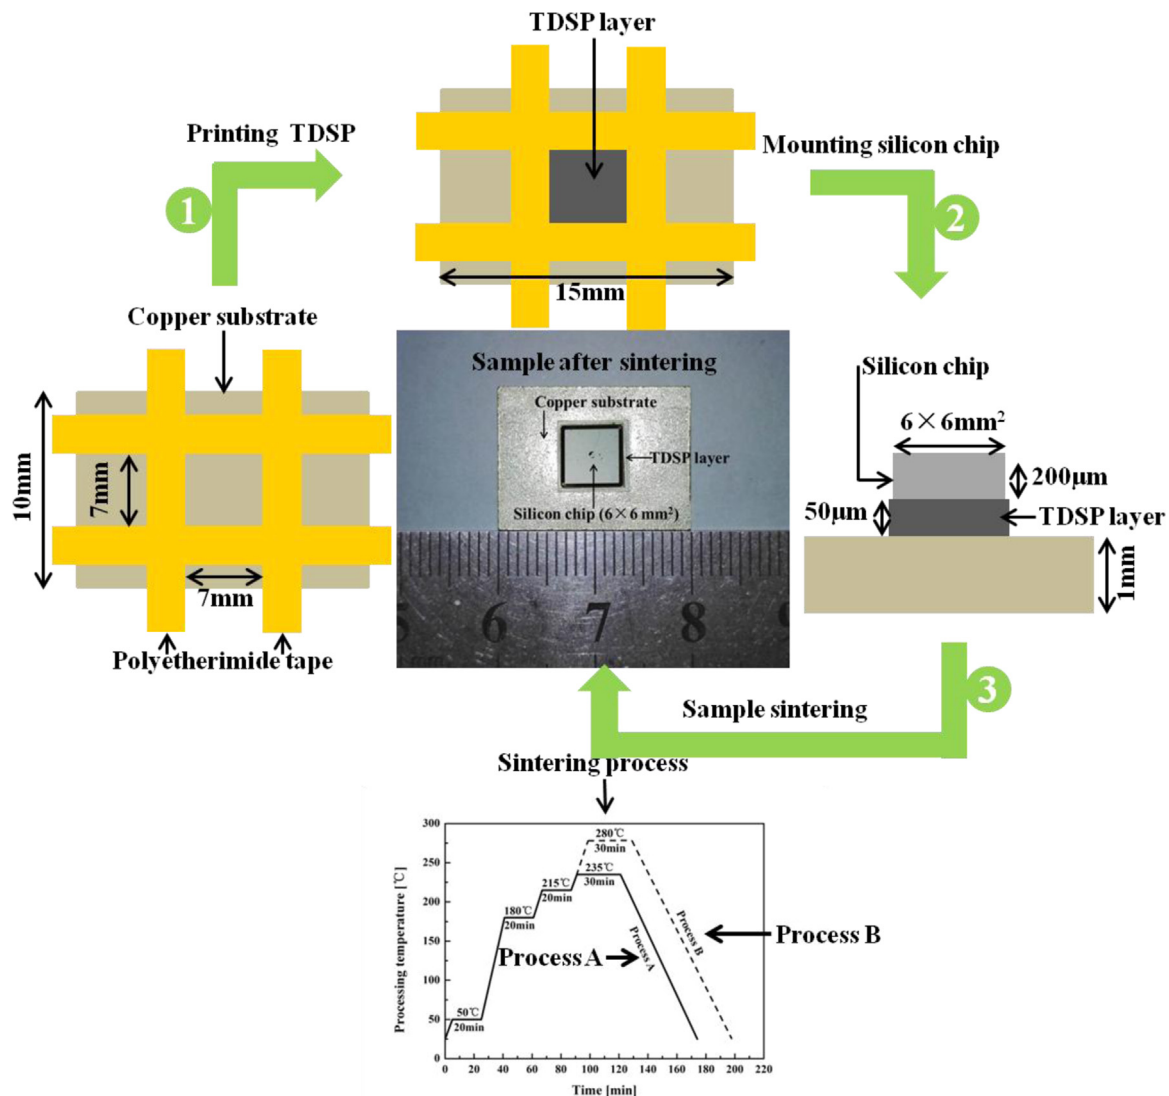 TDSP layer
Printing TDSP
1
Mounting silicon chip
2
15mm
Copper substrate
10mm
7mm
7mm
Polyetherimide tape
Sample after sintering
Copper substrate
TDSP layer
Silicon chip (6×6 mm²)
6
7
8
Silicon chip
6×6mm²
200μm
50μm
TDSP layer
1mm
3
Sample sintering
Sintering process
Processing temperature [℃]
300
250
200
150
100
50
0
50℃
20min
180℃
20min
215℃
20min
235℃
30min
280℃
30min
Process A
Process A
Process B
Process B
0 20 40 60 80 100 120 140 160 180 200 220
Time [min]